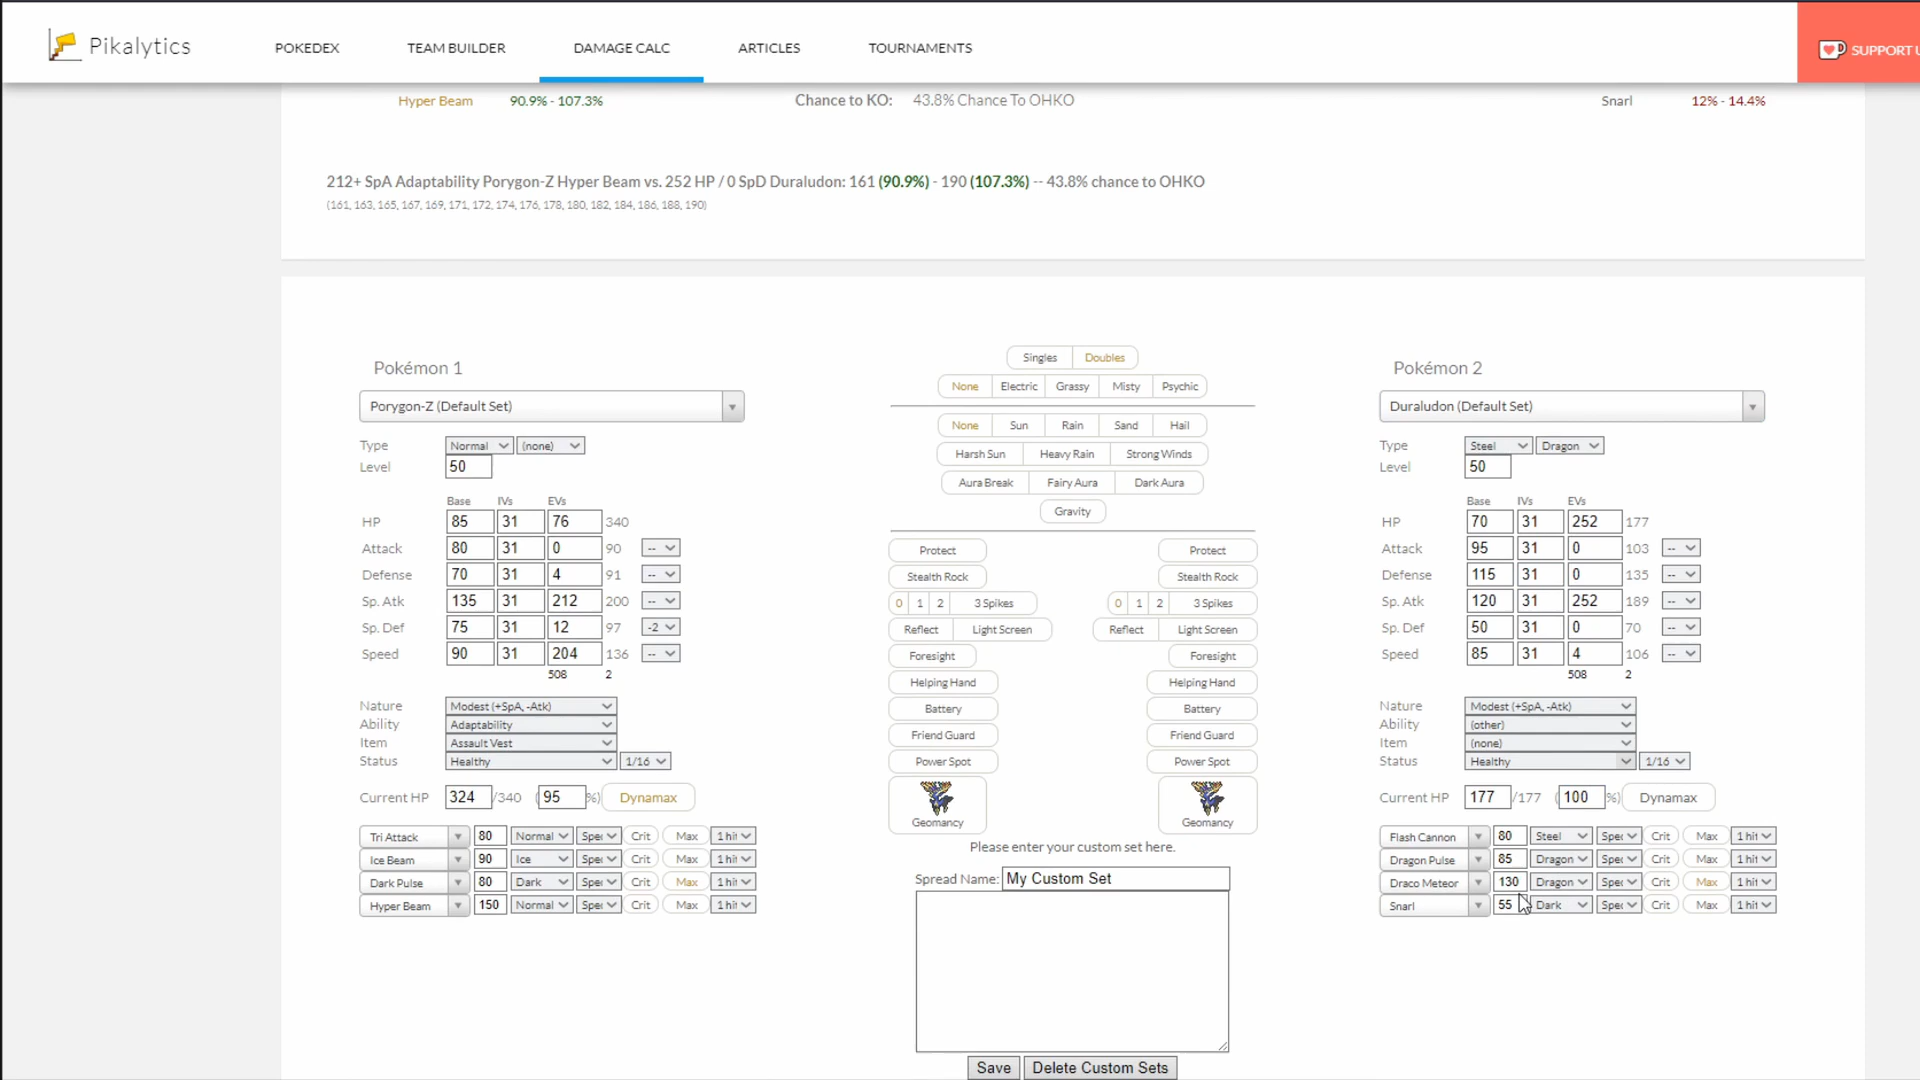 Pikalytics POKEDEX TEAM BUILDER DAMAGE CALC ARTICLES TOURNAMENTS SUPPORT U
Hyper Beam 90.9% - 107.3% Chance to KO: 43.8% Chance To OHKO Snarl 12% - 14.4%
212+ SpA Adaptability Porygon-Z Hyper Beam vs. 252 HP / 0 SpD Duraludon: 161 (90.9%) - 190 (107.3%) -- 43.8% chance to OHKO
(161, 163, 165, 167, 169, 171, 172, 174, 176, 178, 180, 182, 184, 186, 188, 190)
Pokémon 1
Porygon-Z (Default Set)
Type Normal (none)
Level 50
Base IVs EVs
HP 85 31 76 340
Attack 80 31 0 90 --
Defense 70 31 4 91 --
Sp. Atk 135 31 212 200 --
Sp. Def 75 31 12 97 -2
Speed 90 31 204 136 --
508 2
Nature Modest (+SpA, -Atk)
Ability Adaptability
Item Assault Vest
Status Healthy 1/16
Current HP 324 /340 (95 %) Dynamax
Tri Attack 80 Normal Spec Crit Max 1 hit
Ice Beam 90 Ice Spec Crit Max 1 hit
Dark Pulse 80 Dark Spec Crit Max 1 hit
Hyper Beam 150 Normal Spec Crit Max 1 hit
Singles Doubles
None Electric Grassy Misty Psychic
None Sun Rain Sand Hail
Harsh Sun Heavy Rain Strong Winds
Aura Break Fairy Aura Dark Aura
Gravity
Protect Protect
Stealth Rock Stealth Rock
0 1 2 3 Spikes 0 1 2 3 Spikes
Reflect Light Screen Reflect Light Screen
Foresight Foresight
Helping Hand Helping Hand
Battery Battery
Friend Guard Friend Guard
Power Spot Power Spot
Geomancy Geomancy
Please enter your custom set here.
Spread Name: My Custom Set
Save Delete Custom Sets
Pokémon 2
Duraludon (Default Set)
Type Steel Dragon
Level 50
Base IVs EVs
HP 70 31 252 177
Attack 95 31 0 103 --
Defense 115 31 0 135 --
Sp. Atk 120 31 252 189 --
Sp. Def 50 31 0 70 --
Speed 85 31 4 106 --
508 2
Nature Modest (+SpA, -Atk)
Ability (other)
Item (none)
Status Healthy 1/16
Current HP 177 /177 (100 %) Dynamax
Flash Cannon 80 Steel Spec Crit Max 1 hit
Dragon Pulse 85 Dragon Spec Crit Max 1 hit
Draco Meteor 130 Dragon Spec Crit Max 1 hit
Snarl 55 Dark Spec Crit Max 1 hit